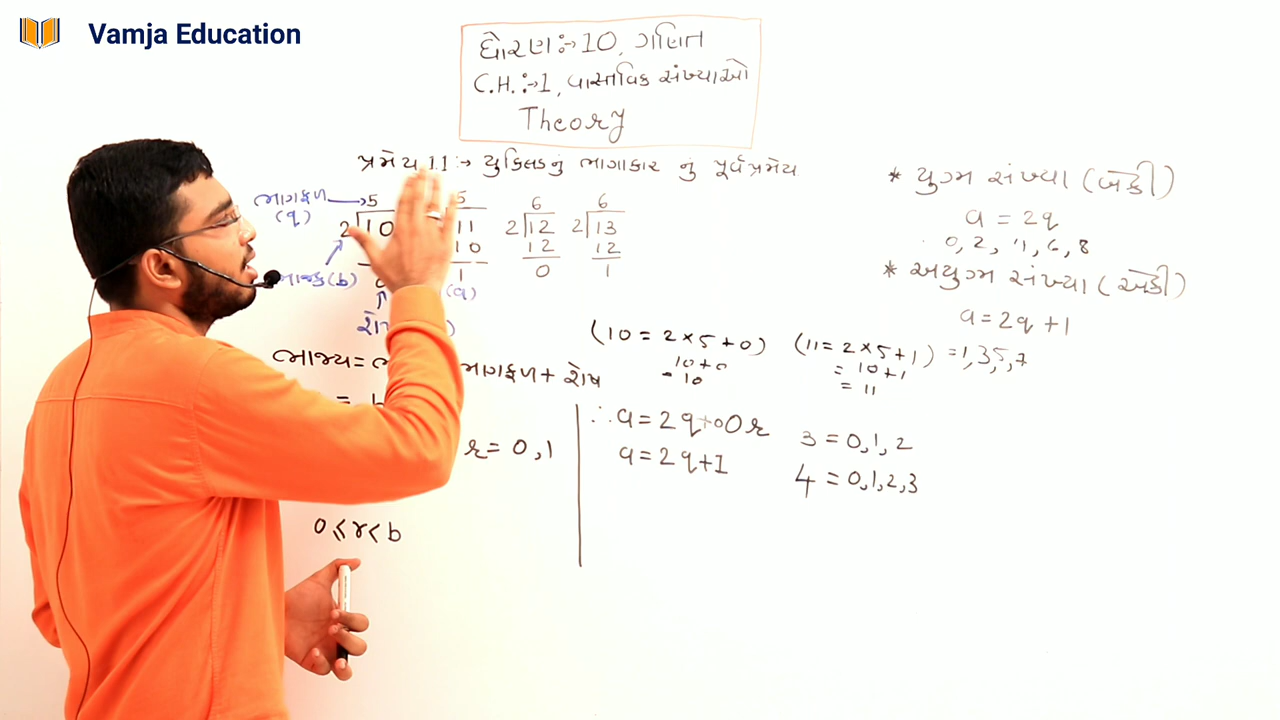 Vamja Education
ધોરણ :→ 10, ગણિત
C.H. :→ 1, વાસ્તવિક સંખ્યાઓ
Theory
પ્રમેય 1.1 :→ યુક્લિડનું ભાગાકાર નું પૂર્વપ્રમેય
ભાગફળ → 5
(q)
2 10
5
11
10
1
6
2 12
12
0
6
2 13
12
1
ભાજક (b)
(a)
ભાજ્ય =
ભાગફળ + શેષ
r = 0, 1
0 ≤ r < b
(10 = 2 × 5 + 0)
10 + 0
= 10
(11 = 2 × 5 + 1)
= 10 + 1
= 11
∴ a = 2q + 0 or
a = 2q + 1
3 = 0, 1, 2
4 = 0, 1, 2, 3
* યુગ્મ સંખ્યા (બેકી)
a = 2q
0, 2, 4, 6, 8
* અયુગ્મ સંખ્યા (એકી)
a = 2q + 1
= 1, 3, 5, 7